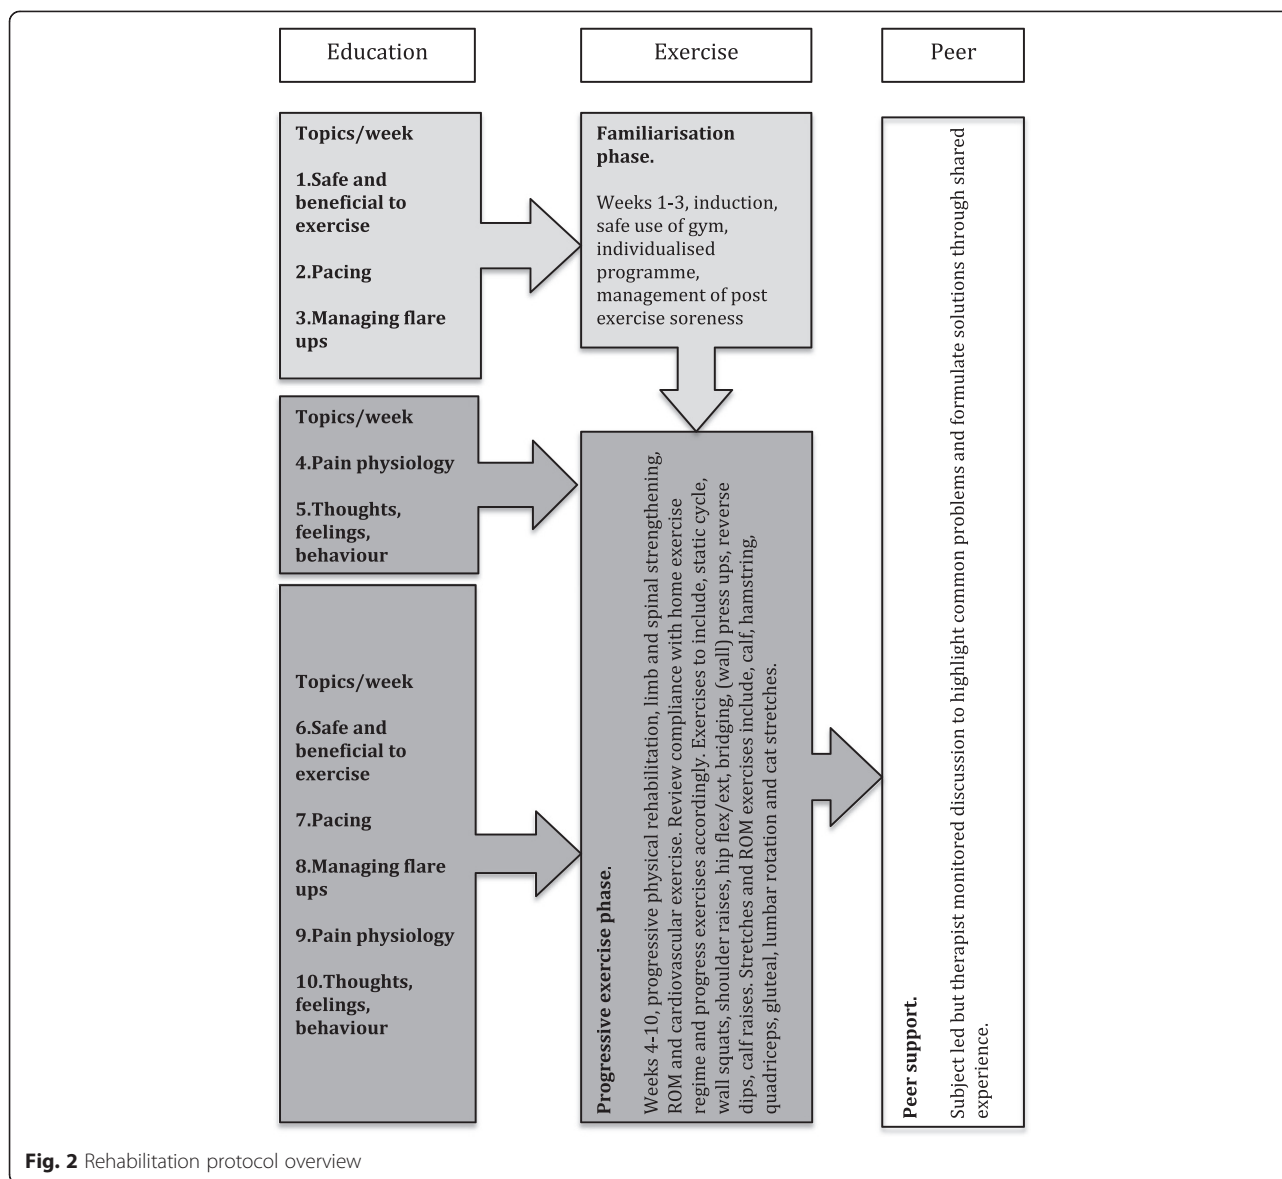 Education
Exercise
Peer
Topics/week
1.Safe and
beneficial to
exercise
2.Pacing
3.Managing flare
ups
Familiarisation
phase.
Weeks 1-3, induction,
safe use of gym,
individualised
programme,
management of post
exercise soreness
Topics/week
4.Pain physiology
5.Thoughts,
feelings,
behaviour
Topics/week
6.Safe and
beneficial to
exercise
7.Pacing
8.Managing flare
ups
9.Pain physiology
10.Thoughts,
feelings,
behaviour
Progressive exercise phase.
Weeks 4-10, progressive physical rehabilitation, limb and spinal strengthening,
ROM and cardiovascular exercise. Review compliance with home exercise
regime and progress exercises accordingly. Exercises to include, static cycle,
wall squats, shoulder raises, hip flex/ext, bridging, (wall) press ups, reverse
dips, calf raises. Stretches and ROM exercises include, calf, hamstring,
quadriceps, gluteal, lumbar rotation and cat stretches.
Peer support.
Subject led but therapist monitored discussion to highlight common problems and formulate solutions through shared
experience.
Fig. 2 Rehabilitation protocol overview